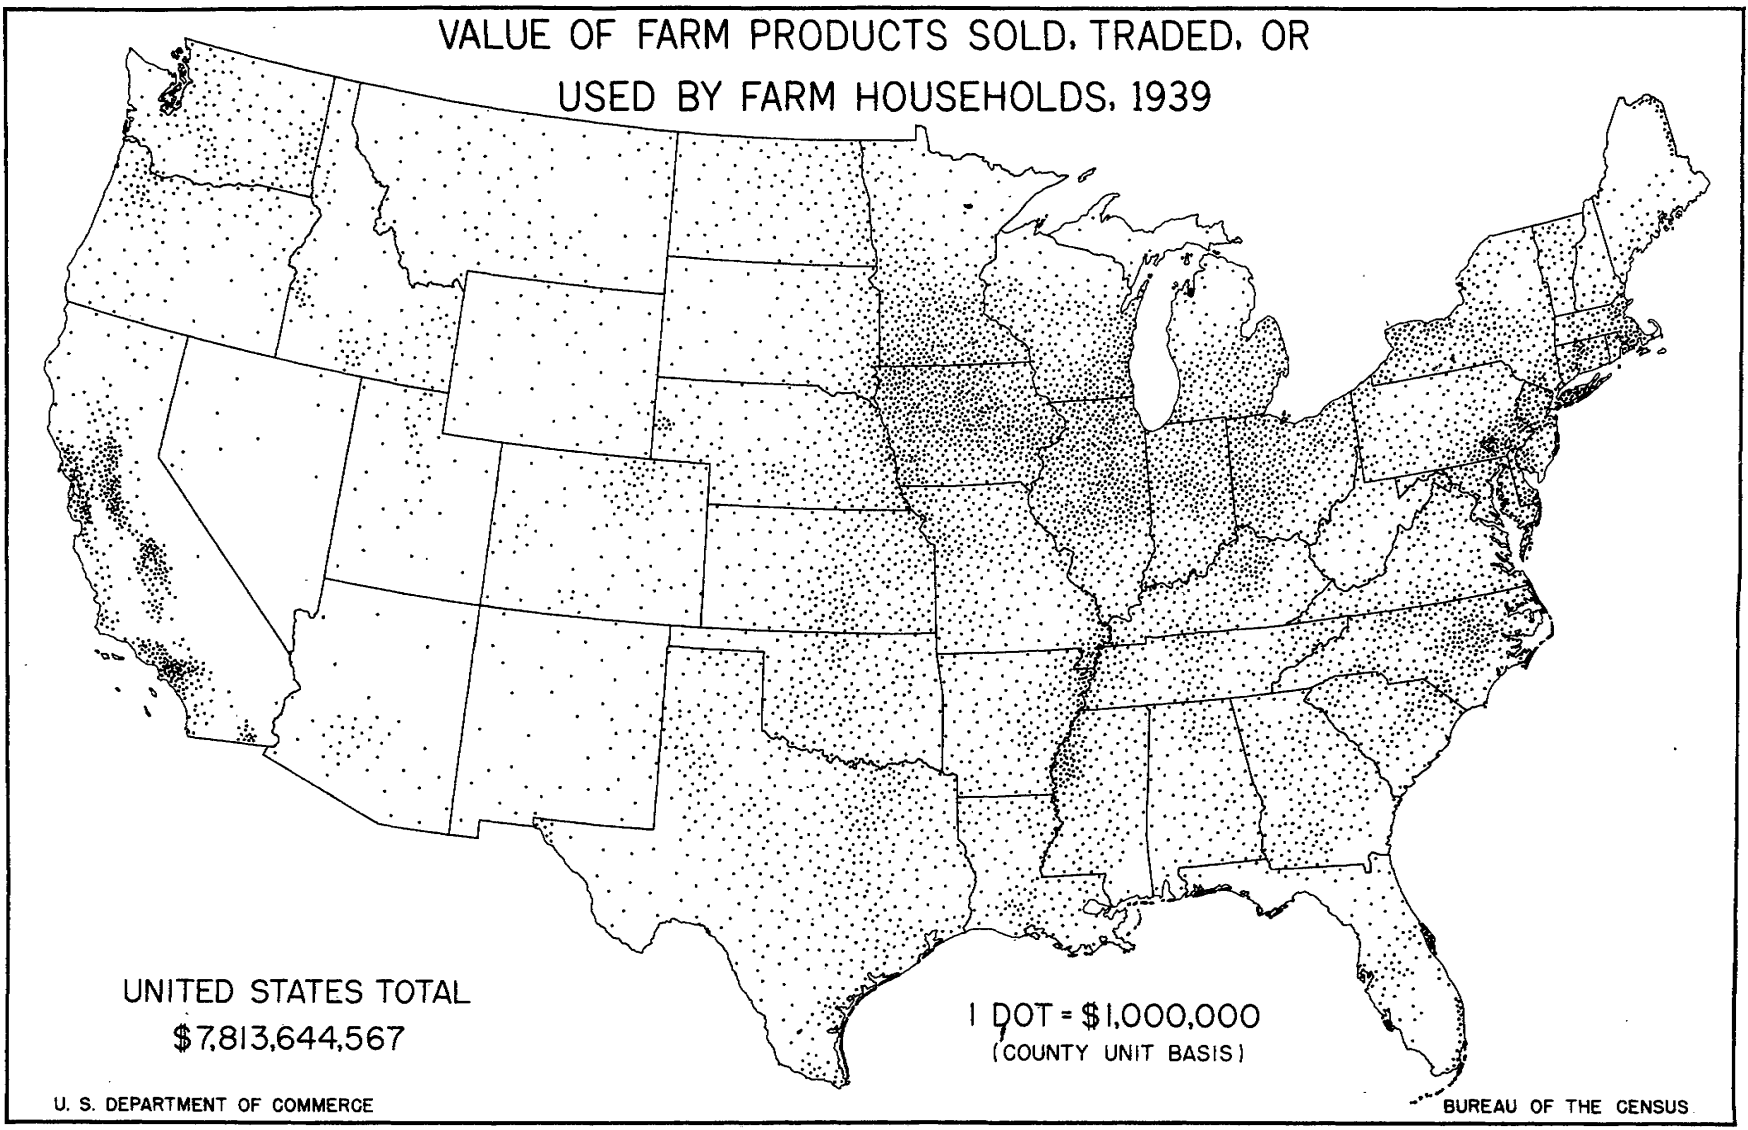 VALUE OF FARM PRODUCTS SOLD, TRADED, OR
USED BY FARM HOUSEHOLDS, 1939
UNITED STATES TOTAL
$7,813,644,567
1 DOT = $1,000,000
(COUNTY UNIT BASIS)
U. S. DEPARTMENT OF COMMERCE
BUREAU OF THE CENSUS